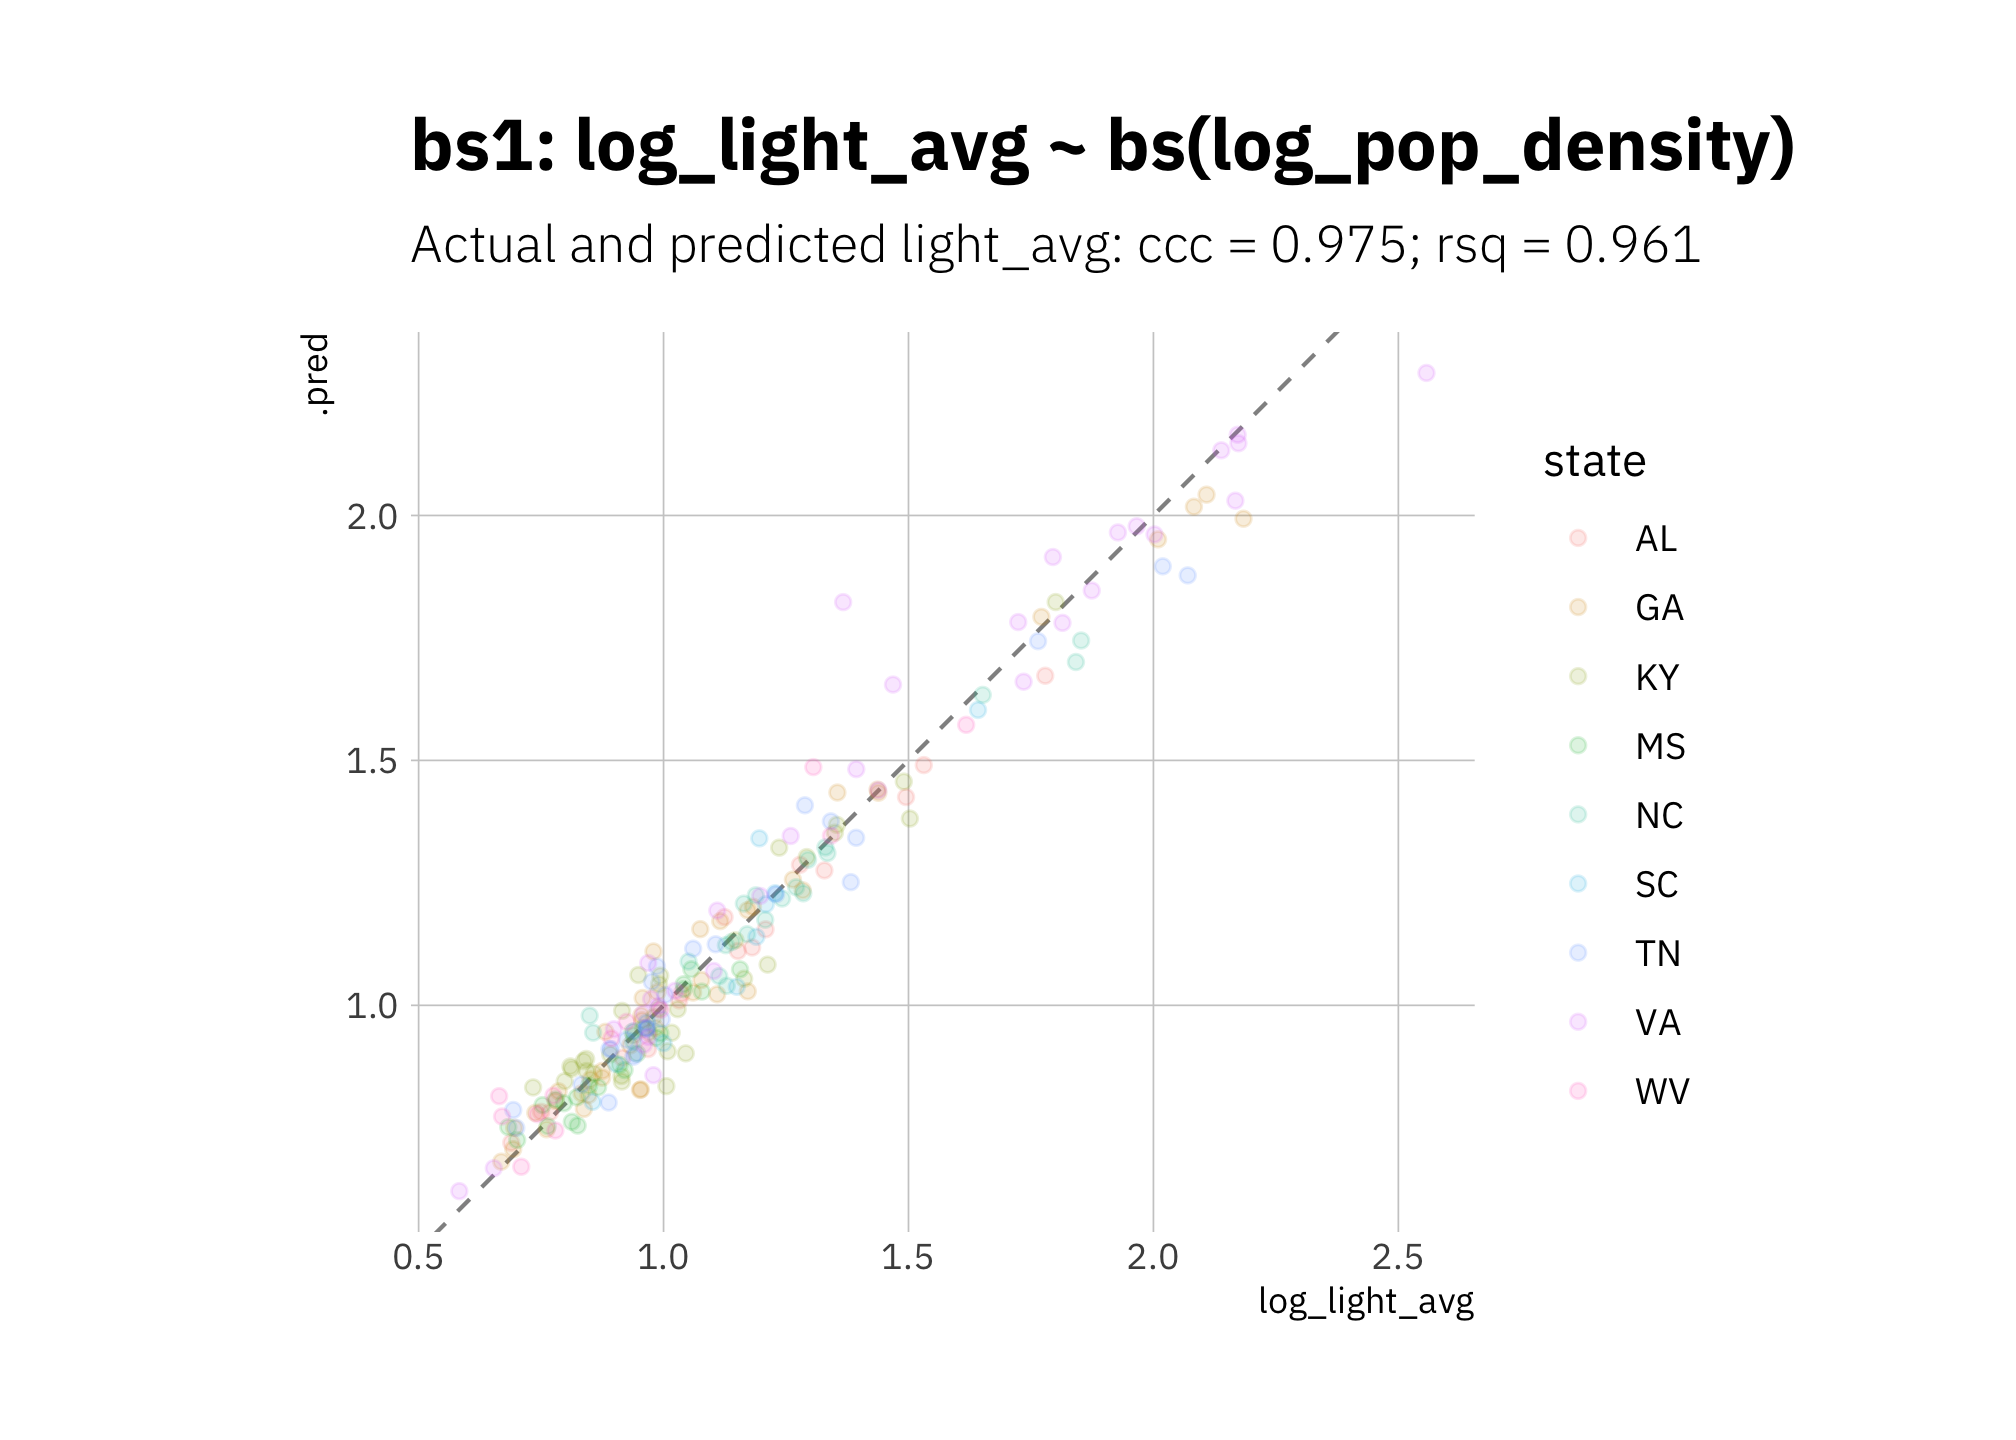 bs1: log_light_avg ~ bs(log_pop_density)
Actual and predicted light_avg: ccc = 0.975; rsq = 0.961
.pred
2.0
1.5
1.0
0.5 1.0 1.5 2.0 2.5
log_light_avg
state
AL
GA
KY
MS
NC
SC
TN
VA
WV